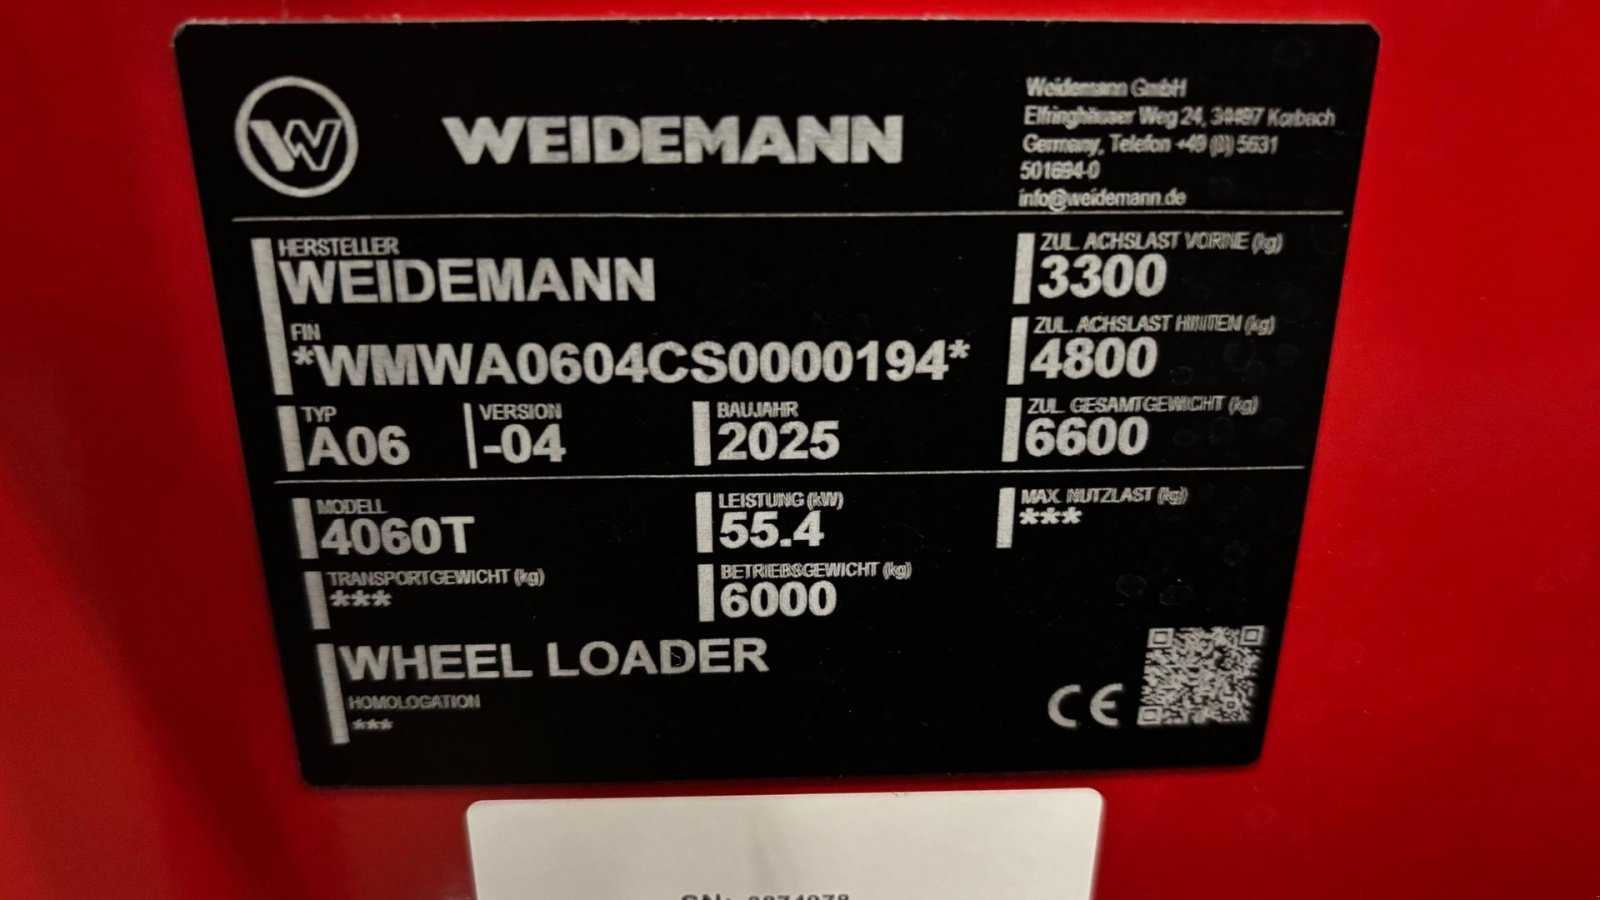 WEIDEMANN
Weidemann GmbH
Elfringhäuser Weg 24, 34497 Korbach
Germany, Telefon +49 (0) 5631
501694-0
info@weidemann.de
HERSTELLER
WEIDEMANN
FIN
*WMWA0604CS0000194*
TYP
A06
VERSION
-04
BAUJAHR
2025
ZUL. ACHSLAST VORNE (kg)
3300
ZUL. ACHSLAST HINTEN (kg)
4800
ZUL. GESAMTGEWICHT (kg)
6600
MODELL
4060T
LEISTUNG (kW)
55.4
MAX. NUTZLAST (kg)
***
TRANSPORTGEWICHT (kg)
***
BETRIEBSGEWICHT (kg)
6000
WHEEL LOADER
HOMOLOGATION
***
CE